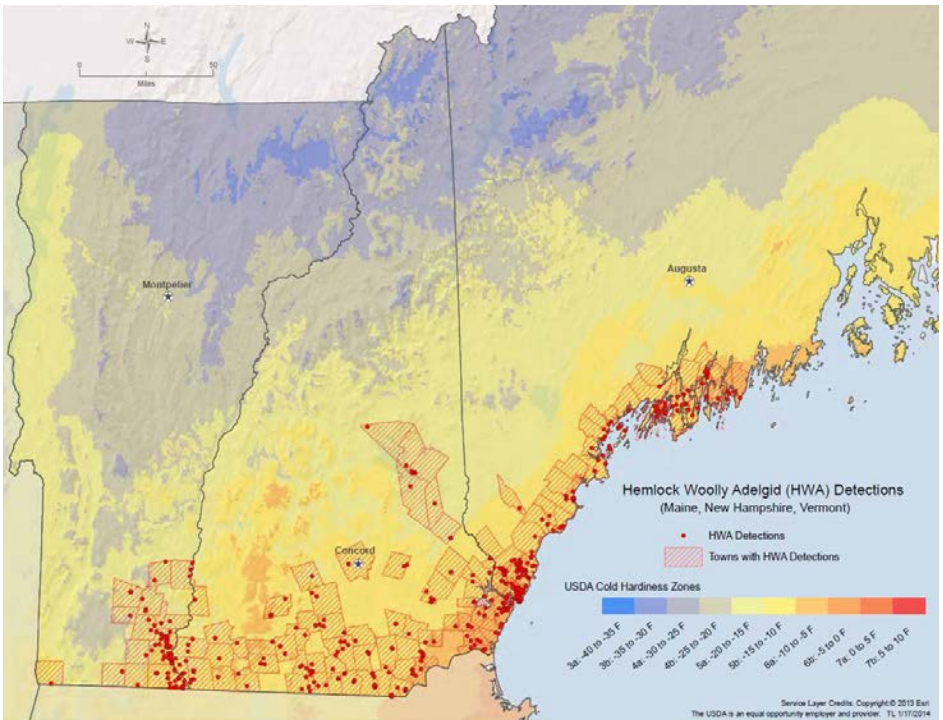 N
W E
S
0 50
Miles
Montpelier
Augusta
Concord
Hemlock Woolly Adelgid (HWA) Detections
(Maine, New Hampshire, Vermont)
HWA Detections
Towns with HWA Detections
USDA Cold Hardiness Zones
3a: -40 to -35 F
3b: -35 to -30 F
4a: -30 to -25 F
4b: -25 to -20 F
5a: -20 to -15 F
5b: -15 to -10 F
6a: -10 to -5 F
6b: -5 to 0 F
7a: 0 to 5 F
7b: 5 to 10 F
Service Layer Credits: Copyright:© 2013 Esri
The USDA is an equal opportunity employer and provider. TL 1/17/2014